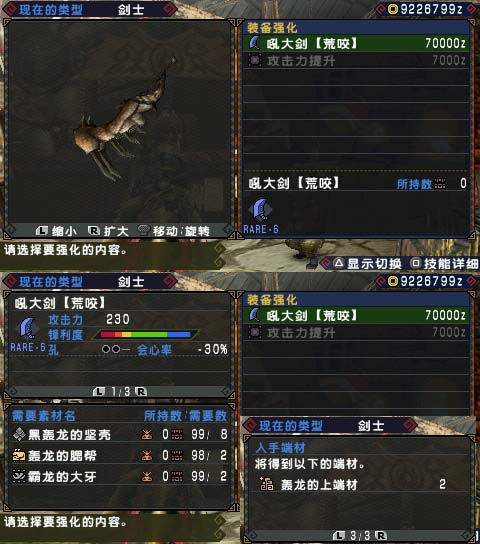 现在的类型 剑士
9226799z
装备强化
吼大剑【荒咬】 70000z
攻击力提升 7000z
吼大剑【荒咬】 所持数 0
RARE-6
L 缩小 R 扩大 移动/旋转
请选择要强化的内容。
△显示切换 □技能详细
现在的类型 剑士
9226799z
吼大剑【荒咬】
攻击力 230
RARE-6
锋利度
孔 ○○— 会心率 -30%
L 1/3 R
需要素材名 所持数/需要数
黑轰龙的坚壳 0 99/ 8
轰龙的腮帮 0 98/ 2
霸龙的大牙 0 99/ 2
请选择要强化的内容。
装备强化
吼大剑【荒咬】 70000z
攻击力提升 7000z
现在的类型 剑士
入手端材
将得到以下的端材。
轰龙的上端材 2
L 3/3 R